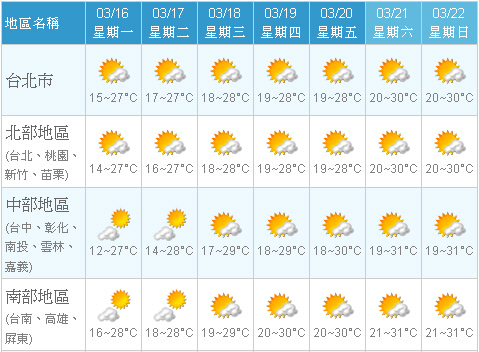 地區名稱 03/16 03/17 03/18 03/19 03/20 03/21 03/22
星期一 星期二 星期三 星期四 星期五 星期六 星期日
台北市
15~27°C 17~27°C 18~28°C 19~28°C 19~28°C 20~30°C 20~30°C
北部地區
(台北、桃園、
新竹、苗栗)
14~27°C 16~27°C 18~28°C 19~28°C 19~28°C 20~30°C 20~30°C
中部地區
(台中、彰化、
南投、雲林、
嘉義)
12~27°C 14~28°C 17~29°C 18~29°C 18~30°C 19~31°C 19~31°C
南部地區
(台南、高雄、
屏東)
16~28°C 18~28°C 19~29°C 20~29°C 20~30°C 21~31°C 21~31°C